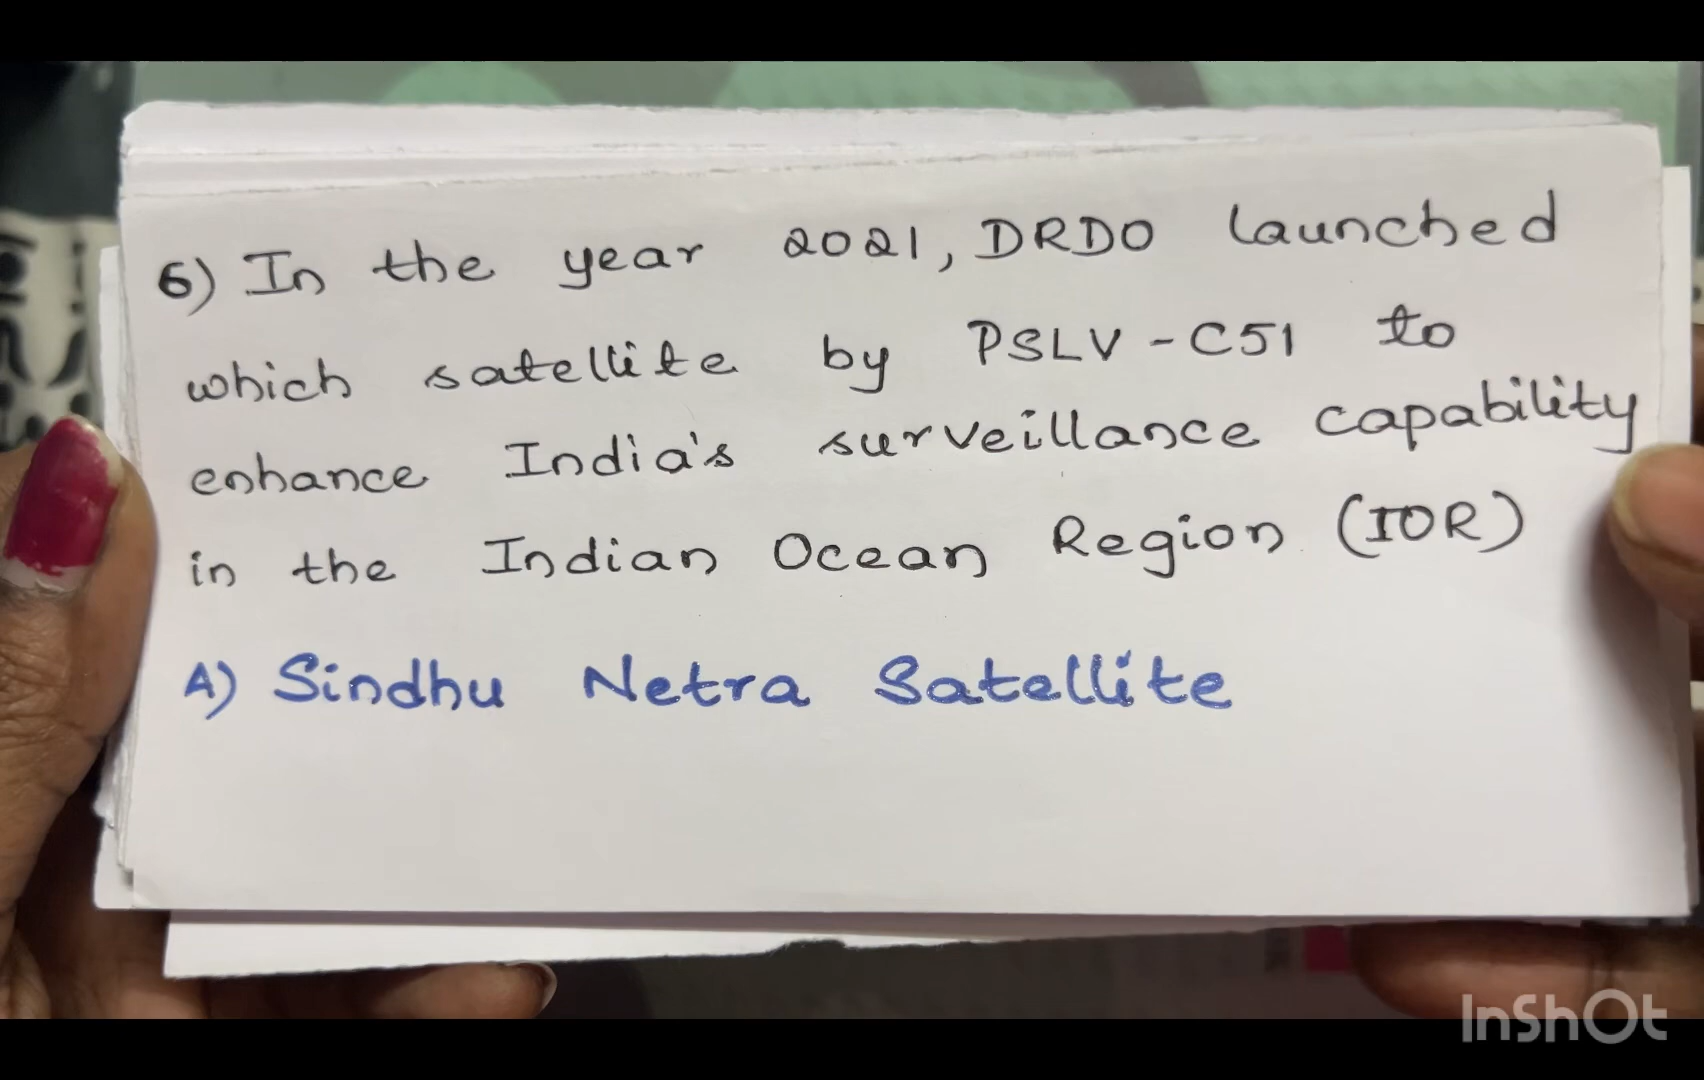 6) In the year 2021, DRDO launched
which satellite by PSLV - C51 to
enhance India's surveillance capability
in the Indian Ocean Region (IOR)
A) Sindhu Netra Satellite
InShOt